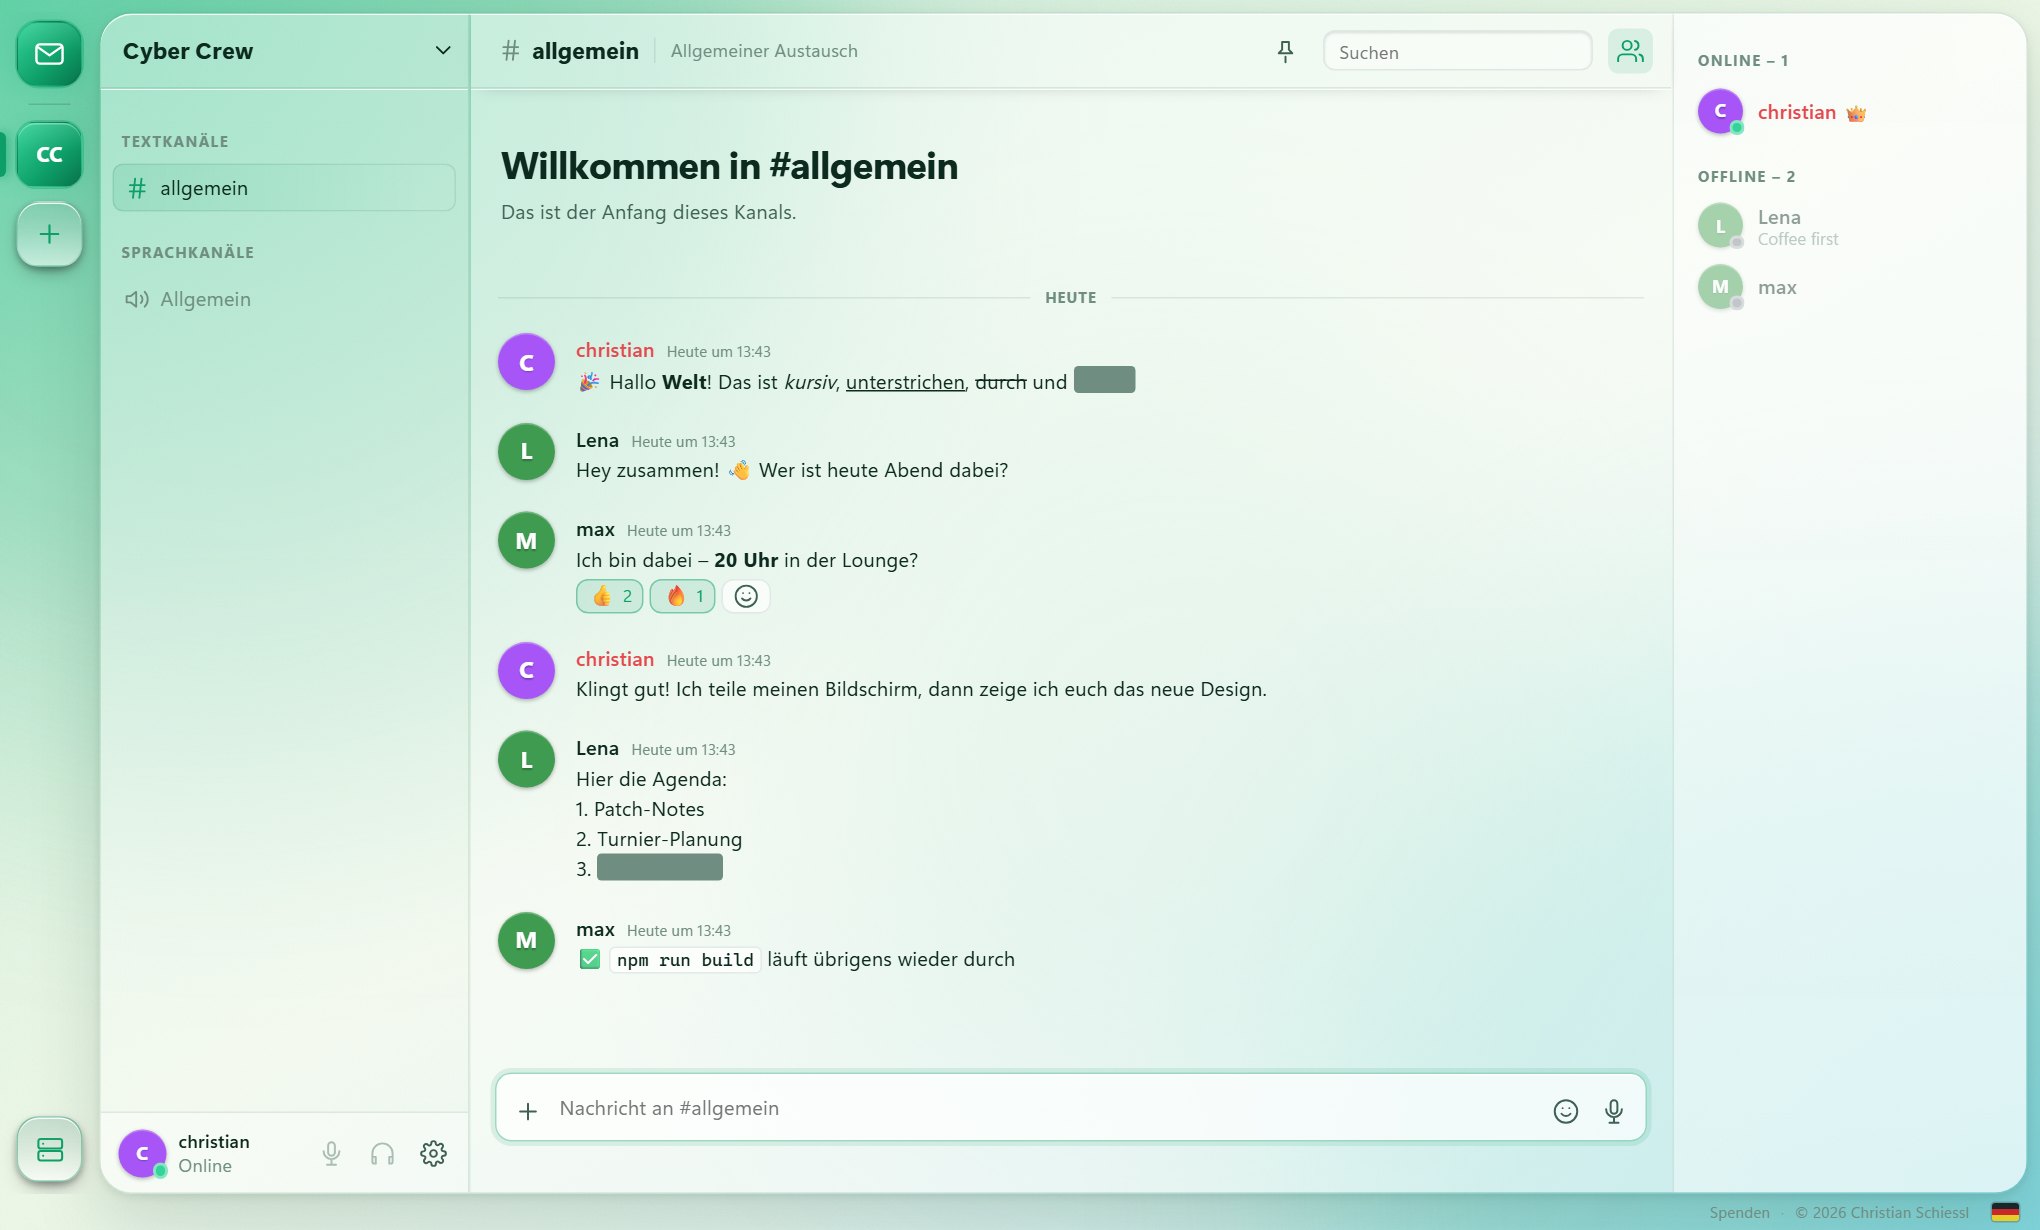 Cyber Crew
# allgemein
Allgemeiner Austausch
Suchen
CC
TEXTKANÄLE
# allgemein
SPRACHKANÄLE
Allgemein
Willkommen in #allgemein
Das ist der Anfang dieses Kanals.
HEUTE
C
christian Heute um 13:43
🎉 Hallo Welt! Das ist kursiv, unterstrichen, durch und
L
Lena Heute um 13:43
Hey zusammen! 👋 Wer ist heute Abend dabei?
M
max Heute um 13:43
Ich bin dabei – 20 Uhr in der Lounge?
👍 2 🔥 1
C
christian Heute um 13:43
Klingt gut! Ich teile meinen Bildschirm, dann zeige ich euch das neue Design.
L
Lena Heute um 13:43
Hier die Agenda:
1. Patch-Notes
2. Turnier-Planung
3.
M
max Heute um 13:43
✅ npm run build läuft übrigens wieder durch
Nachricht an #allgemein
C
christian
Online
ONLINE – 1
C
christian
OFFLINE – 2
L
Lena
Coffee first
M
max
Spenden · © 2026 Christian Schiessl